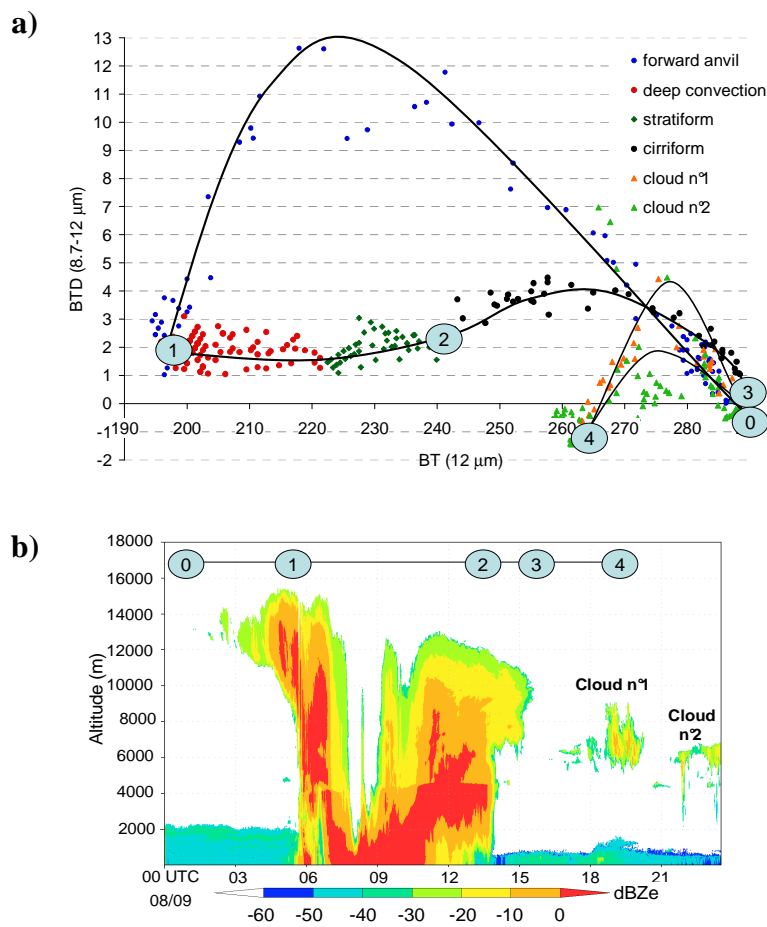 a)
13
12
11
10
9
8
7
6
5
4
3
2
1
0
-1
-2
BTD (8.7-12 µm)
190 200 210 220 230 240 250 260 270 280
BT (12 µm)
forward anvil
deep convection
stratiform
cirriform
cloud n°1
cloud n°2
1
2
3
0
4
b)
18000
16000
14000
12000
10000
8000
6000
4000
2000
Altitude (m)
0 1 2 3 4
Cloud n°1
Cloud
n°2
00 UTC 03 06 09 12 15 18 21
08/09
-60 -50 -40 -30 -20 -10 0
dBZe